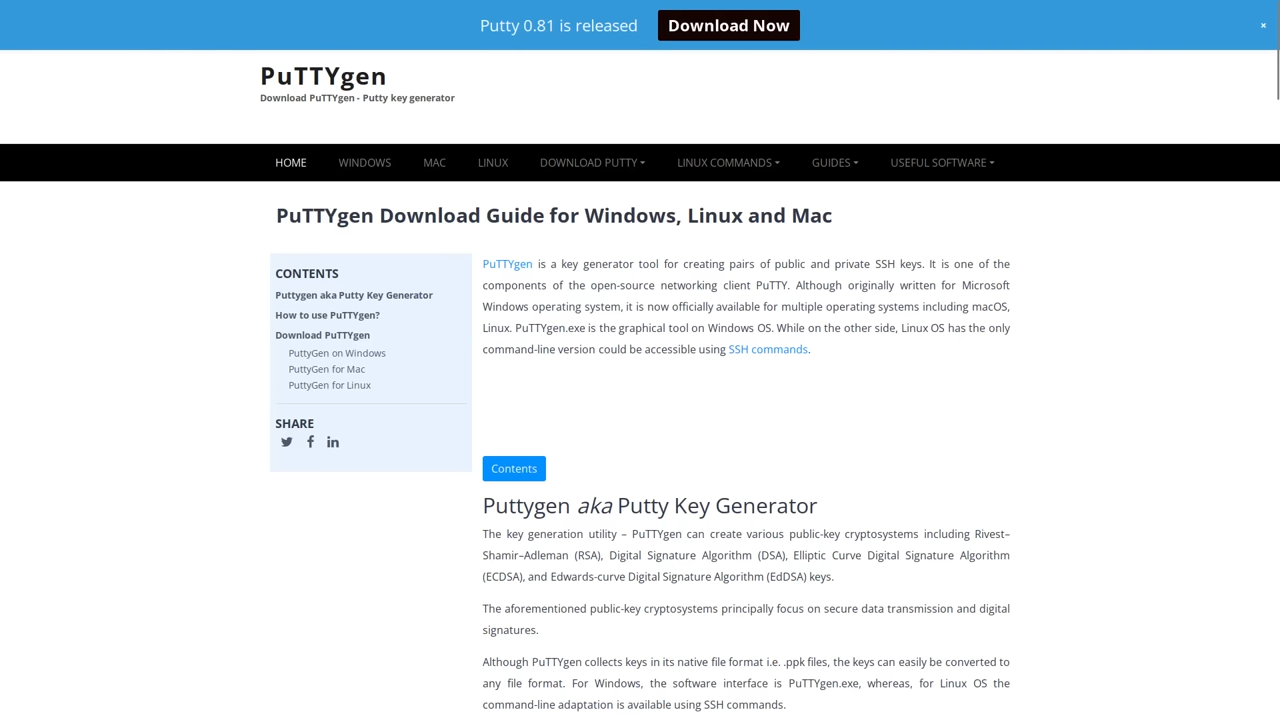 Putty 0.81 is released Download Now ×
PuTTYgen
Download PuTTYgen - Putty key generator
HOME WINDOWS MAC LINUX DOWNLOAD PUTTY LINUX COMMANDS GUIDES USEFUL SOFTWARE
PuTTYgen Download Guide for Windows, Linux and Mac
CONTENTS
Puttygen aka Putty Key Generator
How to use PuTTYgen?
Download PuTTYgen
PuttyGen on Windows
PuttyGen for Mac
PuttyGen for Linux
SHARE
PuTTYgen is a key generator tool for creating pairs of public and private SSH keys. It is one of the
components of the open-source networking client PuTTY. Although originally written for Microsoft
Windows operating system, it is now officially available for multiple operating systems including macOS,
Linux. PuTTYgen.exe is the graphical tool on Windows OS. While on the other side, Linux OS has the only
command-line version could be accessible using SSH commands.
Contents
Puttygen aka Putty Key Generator
The key generation utility – PuTTYgen can create various public-key cryptosystems including Rivest–
Shamir–Adleman (RSA), Digital Signature Algorithm (DSA), Elliptic Curve Digital Signature Algorithm
(ECDSA), and Edwards-curve Digital Signature Algorithm (EdDSA) keys.
The aforementioned public-key cryptosystems principally focus on secure data transmission and digital
signatures.
Although PuTTYgen collects keys in its native file format i.e. .ppk files, the keys can easily be converted to
any file format. For Windows, the software interface is PuTTYgen.exe, whereas, for Linux OS the
command-line adaptation is available using SSH commands.